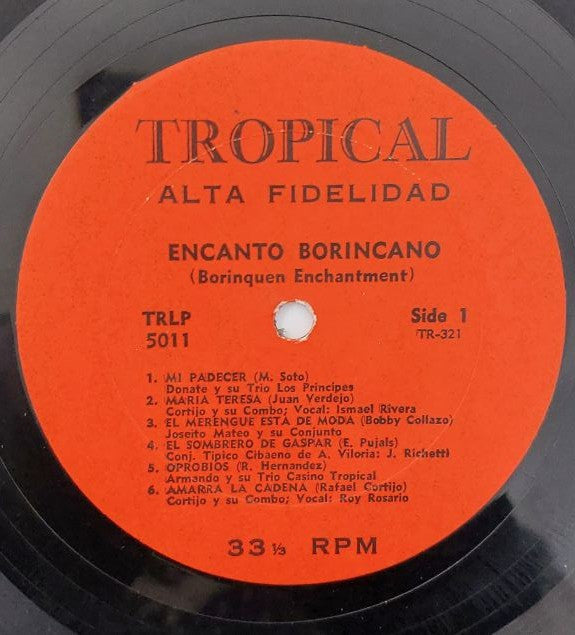 TROPICAL
ALTA FIDELIDAD
ENCANTO BORINCANO
(Borinquen Enchantment)
TRLP Side 1
5011 TR-321
1. MI PADECER (M. Soto)
Donate y su Trio Los Principes
2. MARIA TERESA (Juan Verdejo)
Cortijo y su Combo; Vocal: Ismael Rivera
3. EL MERENGUE ESTA DE MODA (Bobby Collazo)
Joseito Mateo y su Conjunto
4. EL SOMBRERO DE GASPAR (E. Pujals)
Conj. Tipico Cibaeno de A. Viloria: J. Richetti
5. OPROBIOS (R. Hernandez)
Armando y su Trio Casino Tropical
6. AMARRA LA CADENA (Rafael Cortijo)
Cortijo y su Combo; Vocal: Roy Rosario
33 ⅓ RPM